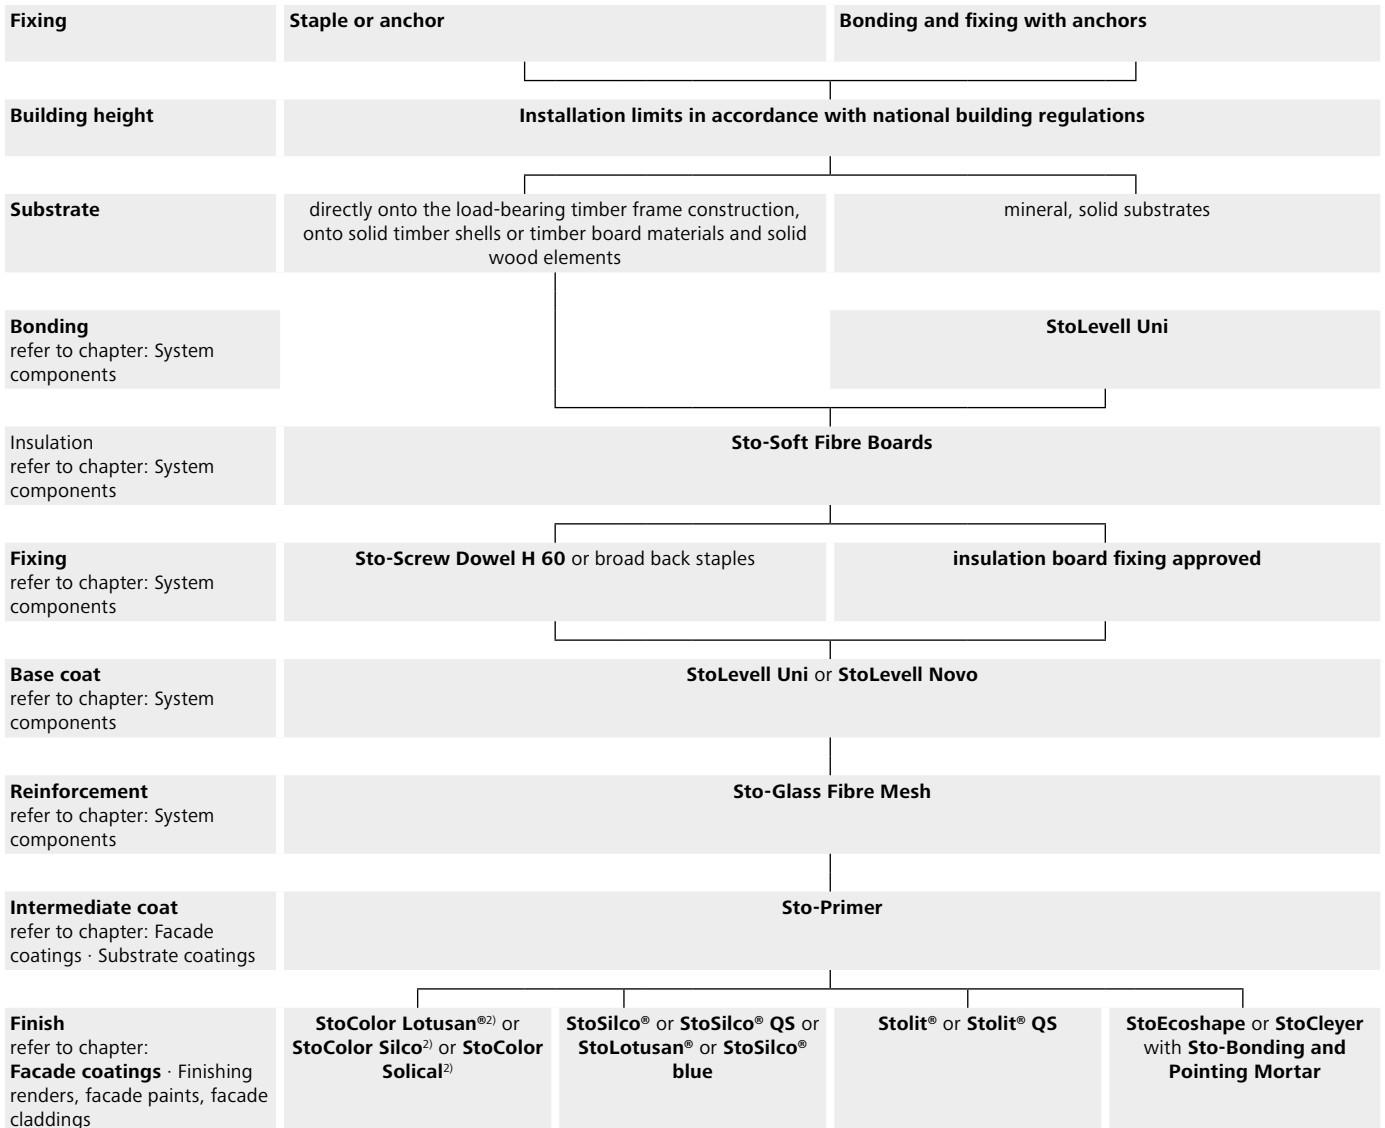 Fixing
Staple or anchor
Bonding and fixing with anchors
Building height
Installation limits in accordance with national building regulations
Substrate
directly onto the load-bearing timber frame construction,
onto solid timber shells or timber board materials and solid
wood elements
mineral, solid substrates
Bonding
refer to chapter: System
components
StoLevell Uni
Insulation
refer to chapter: System
components
Sto-Soft Fibre Boards
Fixing
refer to chapter: System
components
Sto-Screw Dowel H 60 or broad back staples
insulation board fixing approved
Base coat
refer to chapter: System
components
StoLevell Uni or StoLevell Novo
Reinforcement
refer to chapter: System
components
Sto-Glass Fibre Mesh
Intermediate coat
refer to chapter: Facade
coatings · Substrate coatings
Sto-Primer
Finish
refer to chapter:
Facade coatings · Finishing
renders, facade paints, facade
claddings
StoColor Lotusan®2) or
StoColor Silco2) or StoColor
Solical2)
StoSilco® or StoSilco® QS or
StoLotusan® or StoSilco®
blue
Stolit® or Stolit® QS
StoEcoshape or StoCleyer
with Sto-Bonding and
Pointing Mortar